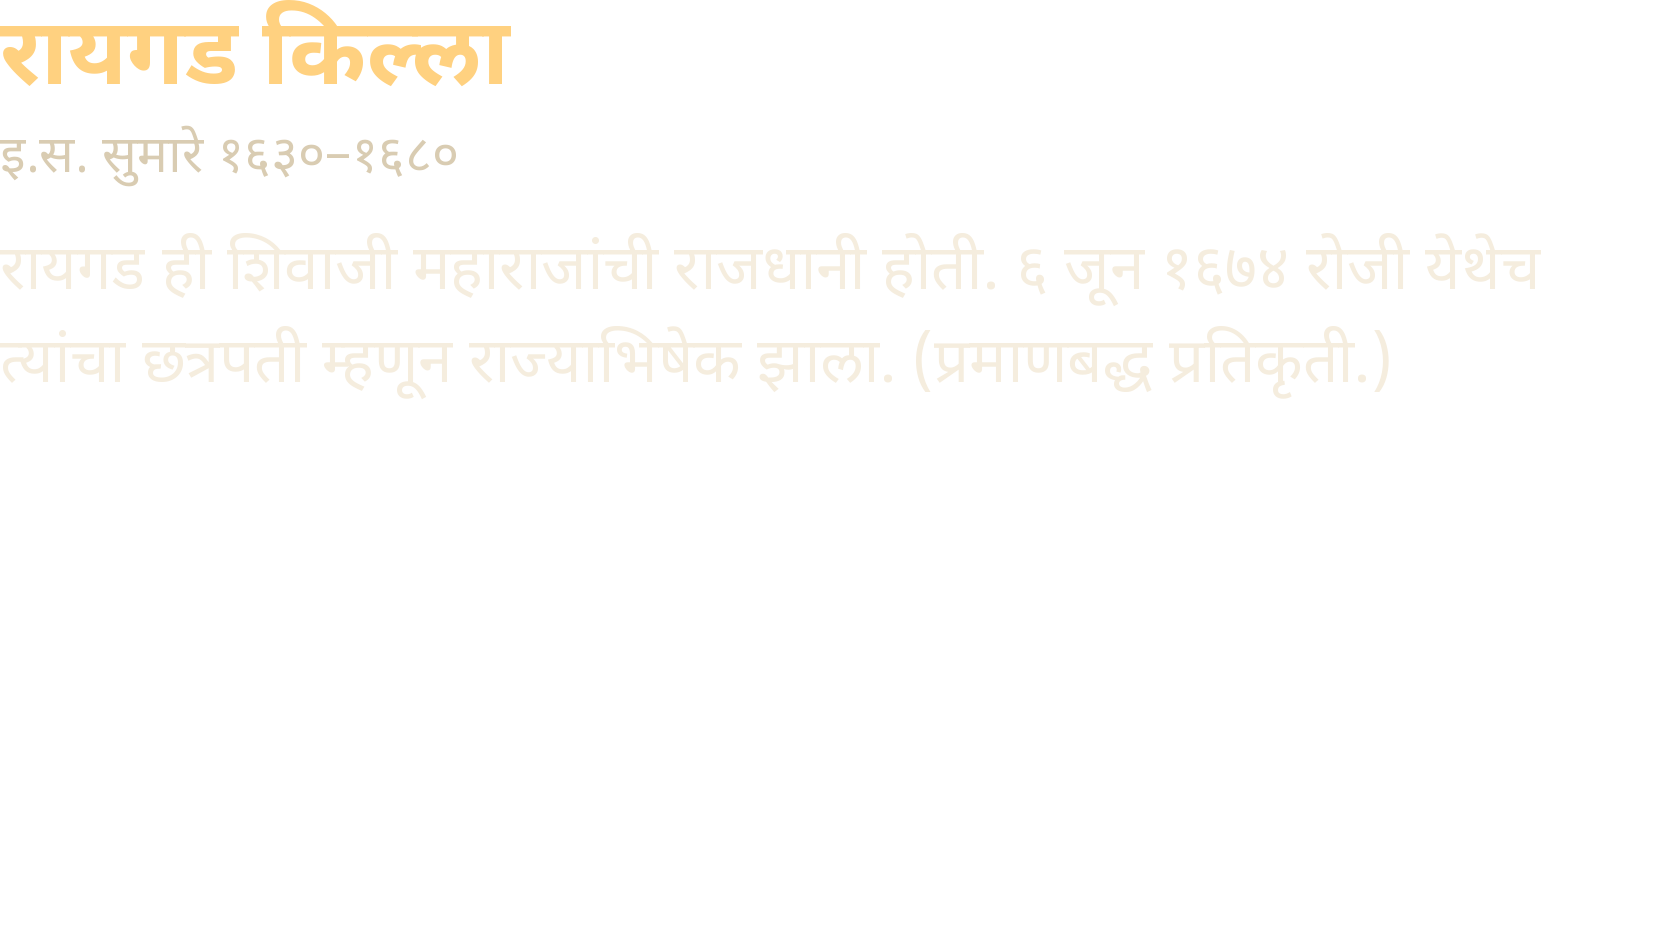 रायगड किल्ला
इ.स. सुमारे १६३०–१६८०
रायगड ही शिवाजी महाराजांची राजधानी होती. ६ जून १६७४ रोजी येथेच
त्यांचा छत्रपती म्हणून राज्याभिषेक झाला. (प्रमाणबद्ध प्रतिकृती.)